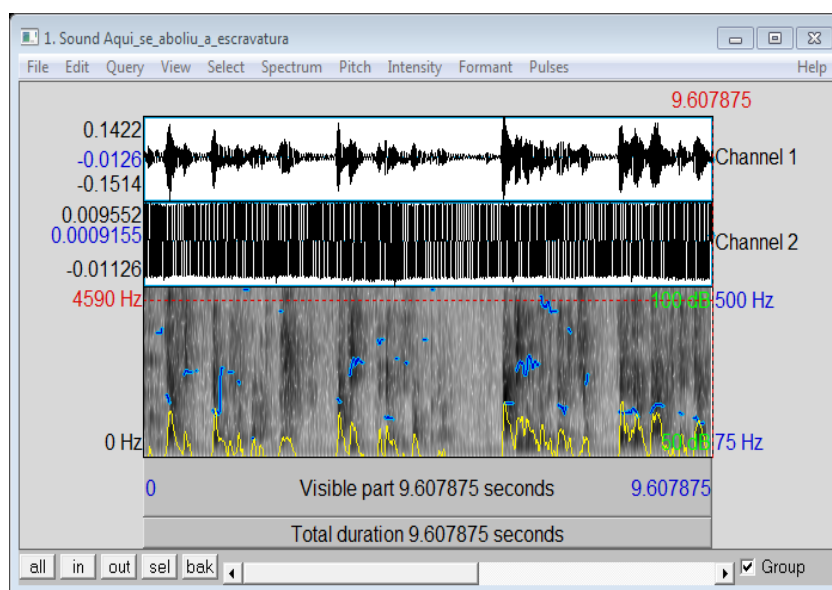 1. Sound Aqui_se_aboliu_a_escravatura
File Edit Query View Select Spectrum Pitch Intensity Formant Pulses Help
9.607875
0.1422
-0.0126
-0.1514
Channel 1
0.009552
0.0009155
-0.01126
Channel 2
4590 Hz
100 dB
500 Hz
0 Hz
50 dB
75 Hz
0 Visible part 9.607875 seconds 9.607875
Total duration 9.607875 seconds
all in out sel bak
Group